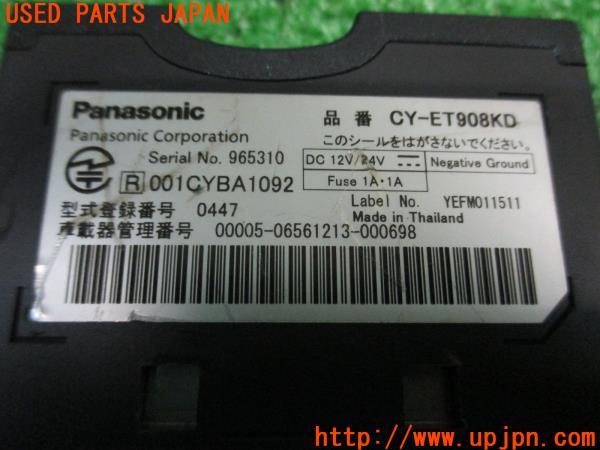 USED PARTS JAPAN
Panasonic
Panasonic Corporation
品 番 CY-ET908KD
このシールをはがさないでください。
Serial No. 965310
DC 12V/24V
Negative Ground
Fuse 1A・1A
R 001CYBA1092
Label No. YEFM011511
Made in Thailand
型式登録番号 0447
車載器管理番号 00005-06561213-000698
http://www.upjpn.com/